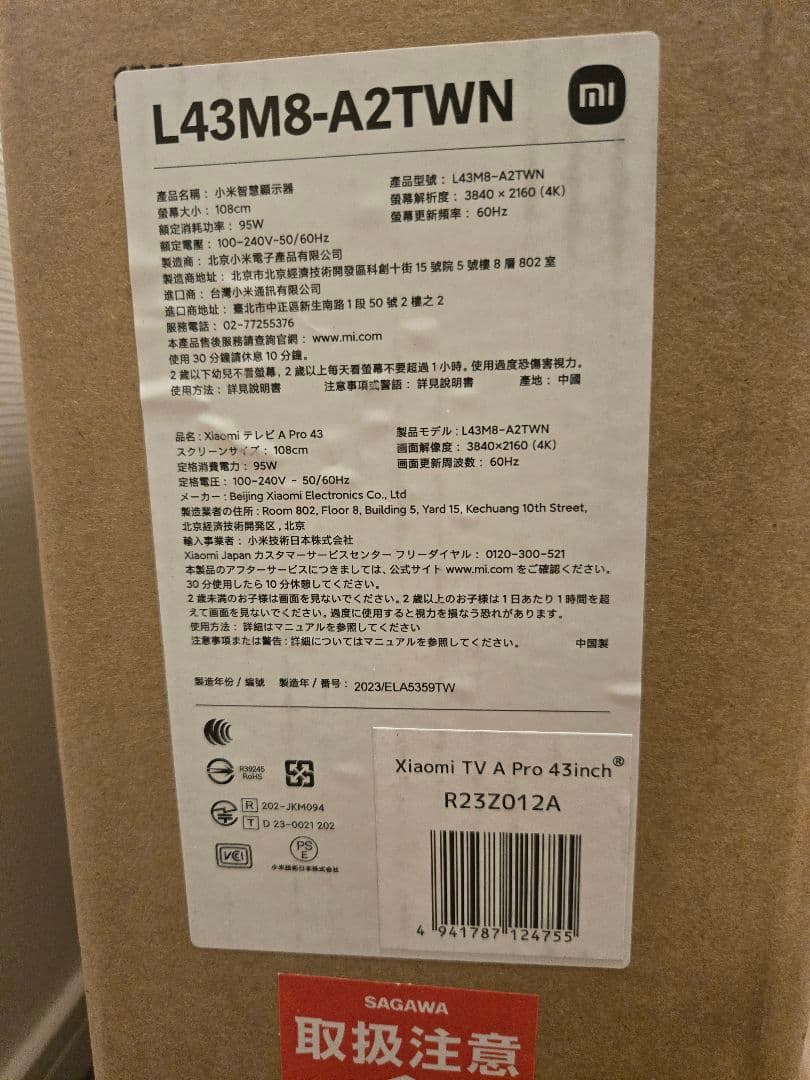 L43M8-A2TWN
mi
產品名稱：小米智慧顯示器
產品型號：L43M8-A2TWN
螢幕大小：108cm
螢幕解析度：3840 × 2160 (4K)
額定消耗功率：95W
螢幕更新頻率：60Hz
額定電壓：100-240V-50/60Hz
製造商：北京小米電子產品有限公司
製造商地址：北京市北京經濟技術開發區科創十街 15 號院 5 號樓 8 層 802 室
進口商：台灣小米通訊有限公司
進口商地址：臺北市中正區新生南路 1 段 50 號 2 樓之 2
服務電話：02-77255376
本產品售後服務請查詢官網：www.mi.com
使用 30 分鐘請休息 10 分鐘。
2 歲以下幼兒不看螢幕，2 歲以上每天看螢幕不要超過 1 小時。使用過度恐傷害視力。
使用方法：詳見說明書 注意事項或警語：詳見說明書 產地：中國
品名：Xiaomi テレビ A Pro 43
製品モデル：L43M8-A2TWN
スクリーンサイズ：108cm
画面解像度：3840×2160 (4K)
定格消費電力：95W
画面更新周波数：60Hz
定格電圧：100-240V - 50/60Hz
メーカー：Beijing Xiaomi Electronics Co., Ltd
製造業者の住所：Room 802, Floor 8, Building 5, Yard 15, Kechuang 10th Street,
北京経済技術開発区，北京
輸入事業者：小米技術日本株式会社
Xiaomi Japan カスタマーサービスセンター フリーダイヤル：0120-300-521
本製品のアフターサービスにつきましては、公式サイト www.mi.com をご確認ください。
30 分使用したら 10 分休憩してください。
2 歳未満のお子様は画面を見ないでください。2 歳以上のお子様は 1 日あたり 1 時間を超
えて画面を見ないでください。過度に使用すると視力を損なう恐れがあります。
使用方法：詳細はマニュアルを参照してください
注意事項または警告：詳細についてはマニュアルを参照してください。 中国製
製造年份 / 編號 製造年 / 番号：2023/ELA5359TW
R39245
RoHS
R 202-JKM094
T D 23-0021 202
VCCI
PS
E
小米技術日本株式会社
Xiaomi TV A Pro 43inch®
R23Z012A
4 941787 124755
SAGAWA
取扱注意